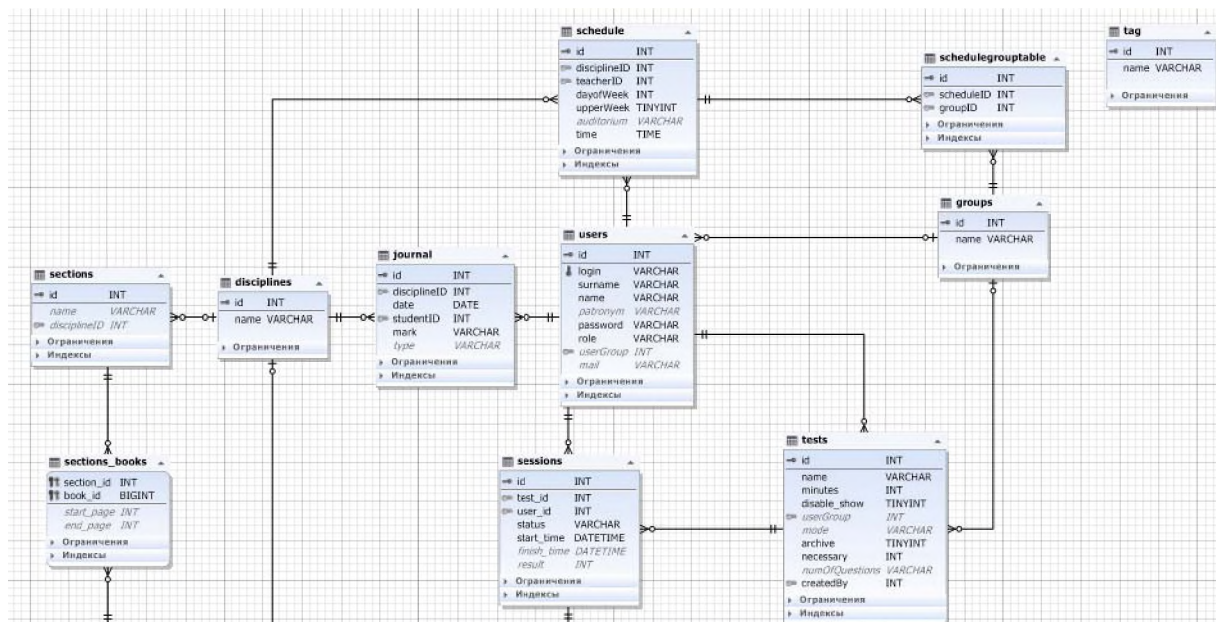 schedule
id INT
disciplineID INT
teacherID INT
dayofWeek INT
upperWeek TINYINT
auditorium VARCHAR
time TIME
Ограничения
Индексы
schedulegrouptable
id INT
scheduleID INT
groupID INT
Ограничения
Индексы
tag
id INT
name VARCHAR
Ограничения
groups
id INT
name VARCHAR
Ограничения
users
id INT
login VARCHAR
surname VARCHAR
name VARCHAR
patronym VARCHAR
password VARCHAR
role VARCHAR
userGroup INT
mail VARCHAR
Ограничения
Индексы
journal
id INT
disciplineID INT
date DATE
studentID INT
mark VARCHAR
type VARCHAR
Ограничения
Индексы
disciplines
id INT
name VARCHAR
Ограничения
sections
id INT
name VARCHAR
disciplineID INT
Ограничения
Индексы
sections_books
section_id INT
book_id BIGINT
start_page INT
end_page INT
Ограничения
Индексы
sessions
id INT
test_id INT
user_id INT
status VARCHAR
start_time DATETIME
finish_time DATETIME
result INT
Ограничения
Индексы
tests
id INT
name VARCHAR
minutes INT
disable_show TINYINT
userGroup INT
mode VARCHAR
archive TINYINT
necessary INT
numOfQuestions VARCHAR
createdBy INT
Ограничения
Индексы